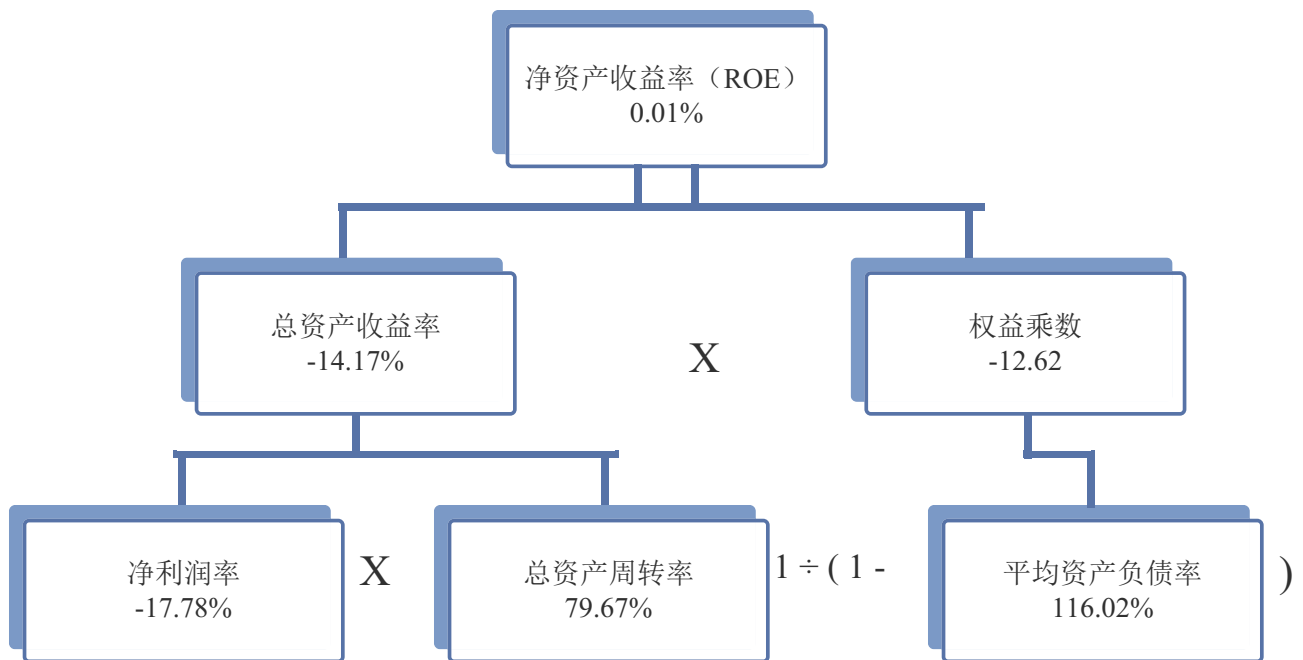 净资产收益率（ROE）
0.01%
总资产收益率
-14.17%
X
权益乘数
-12.62
净利润率
-17.78%
X
总资产周转率
79.67%
1 ÷ ( 1 -
平均资产负债率
116.02%
)